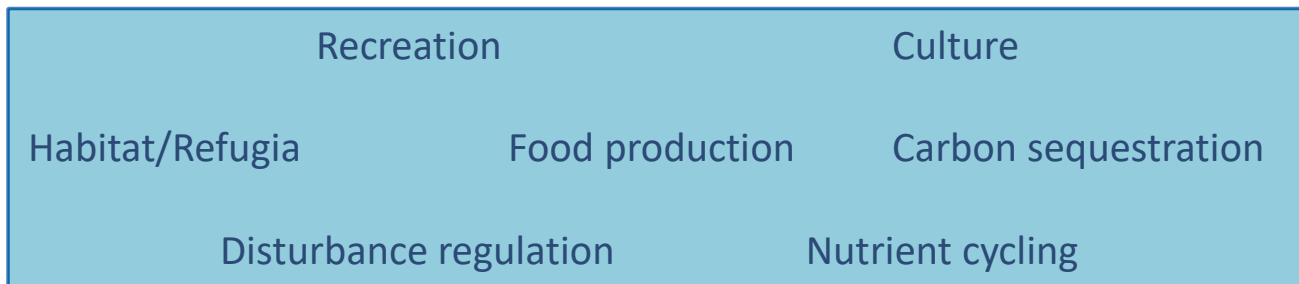 Recreation Culture
Habitat/Refugia Food production Carbon sequestration
Disturbance regulation Nutrient cycling